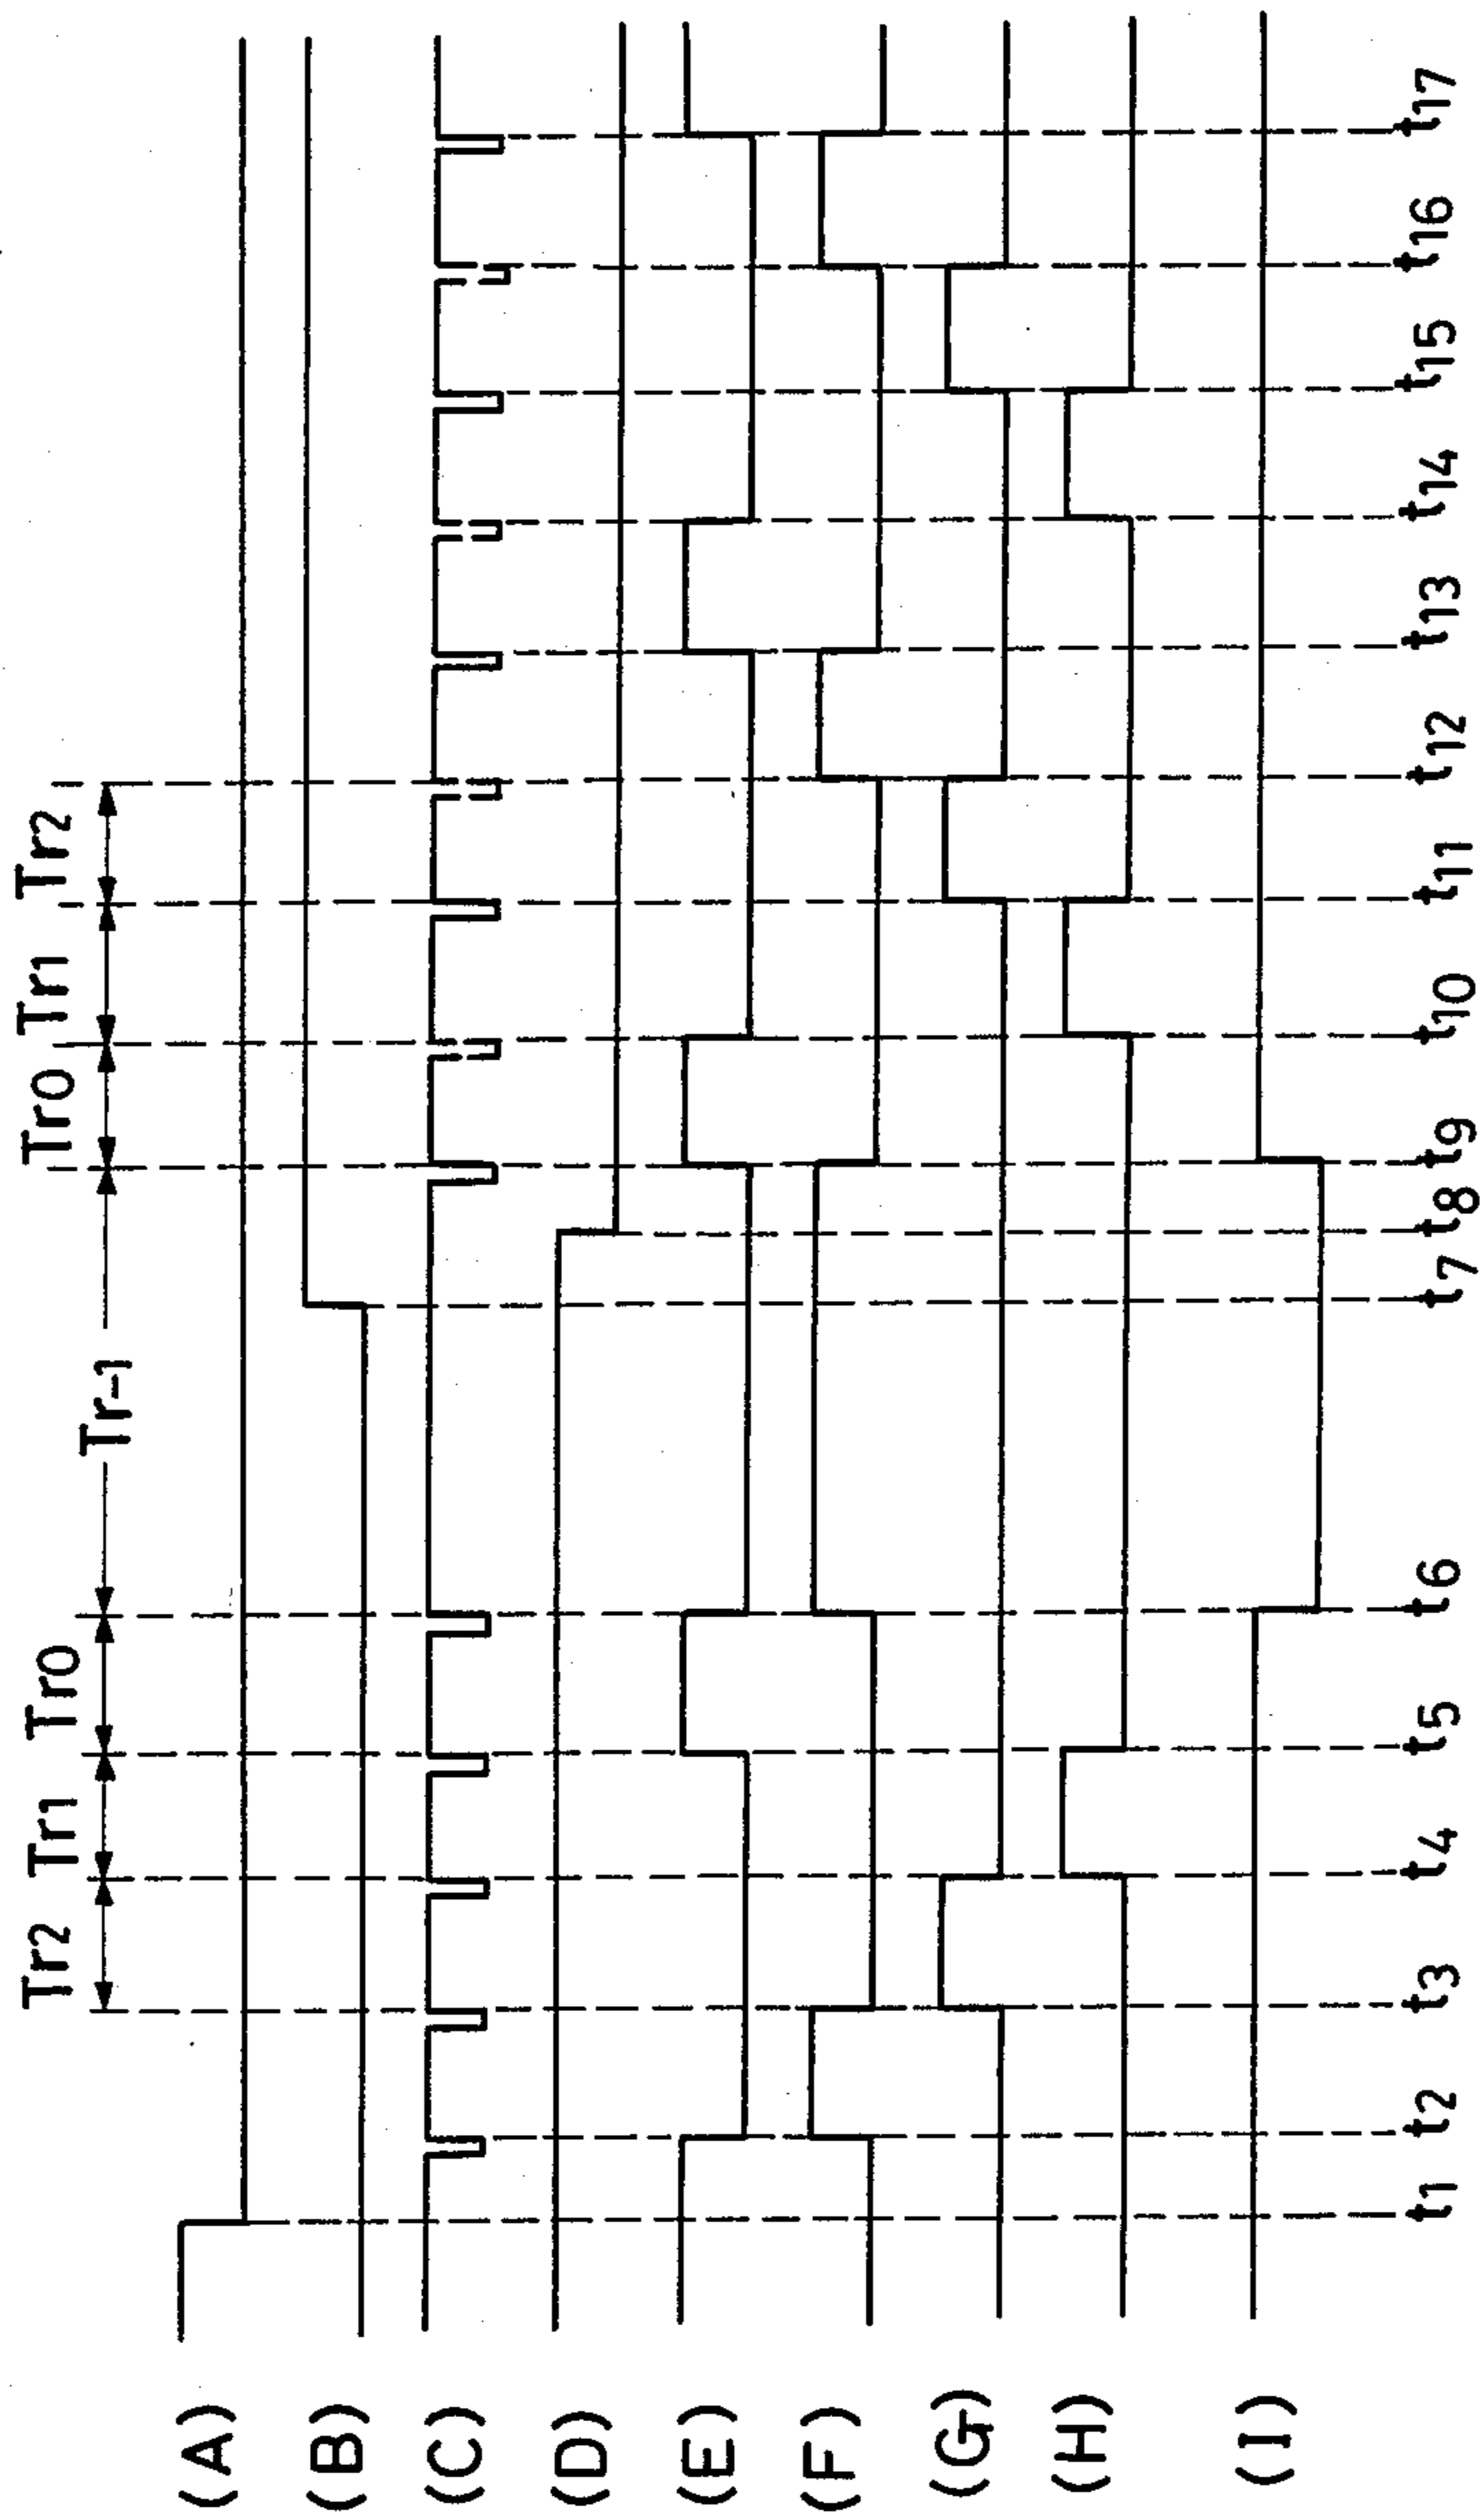 Tr2 Tr1 Tr0 Tr-1 Tr0 Tr1 Tr2
(A)
(B)
(C)
(D)
(E)
(F)
(G)
(H)
(I)
t1 t2 t3 t4 t5 t6 t7 t8 t9 t10 t11 t12 t13 t14 t15 t16 t17